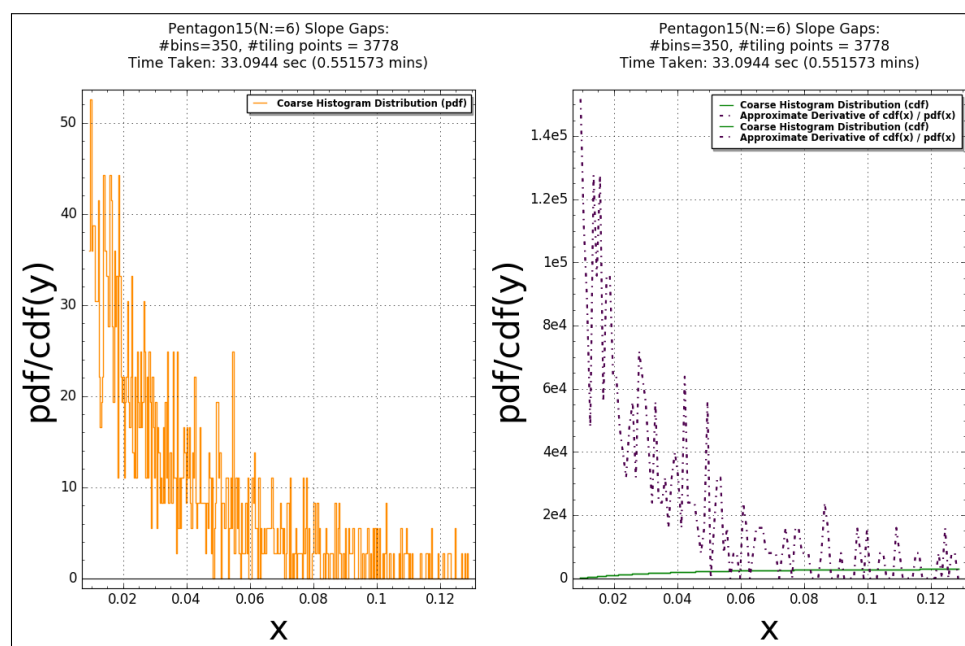 Pentagon15(N:=6) Slope Gaps:
#bins=350, #tiling points = 3778
Time Taken: 33.0944 sec (0.551573 mins)
Coarse Histogram Distribution (pdf)
pdf/cdf(y)
50
40
30
20
10
0
0.02 0.04 0.06 0.08 0.1 0.12
x
Pentagon15(N:=6) Slope Gaps:
#bins=350, #tiling points = 3778
Time Taken: 33.0944 sec (0.551573 mins)
Coarse Histogram Distribution (cdf)
Approximate Derivative of cdf(x) / pdf(x)
Coarse Histogram Distribution (cdf)
Approximate Derivative of cdf(x) / pdf(x)
pdf/cdf(y)
1.4e5
1.2e5
1e5
8e4
6e4
4e4
2e4
0
0.02 0.04 0.06 0.08 0.1 0.12
x